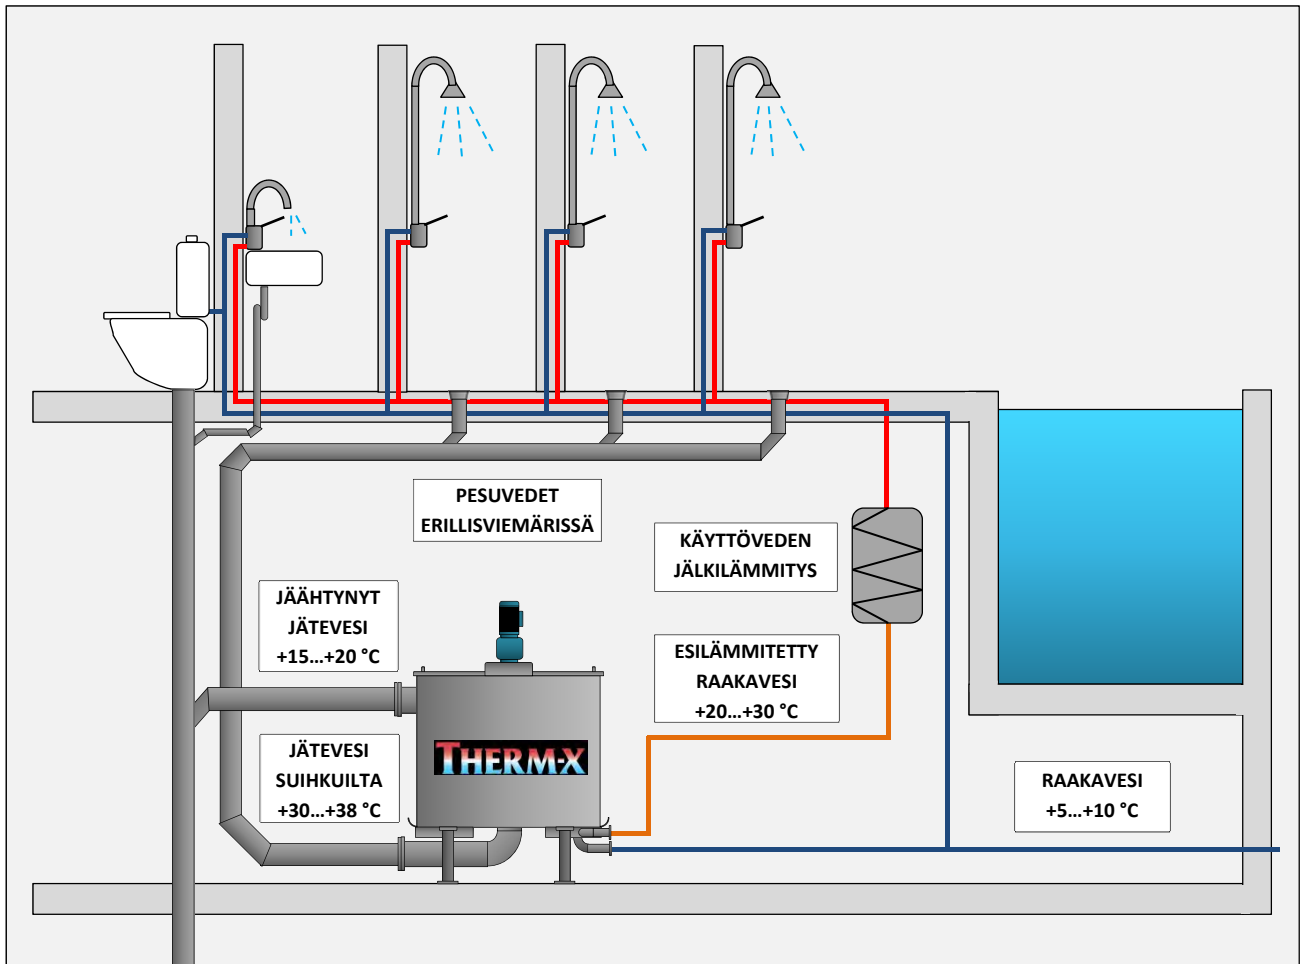 PESUVEDET
ERILLISVIEMÄRISSÄ
KÄYTTÖVEDEN
JÄLKILÄMMITYS
JÄÄHTYNYT
JÄTEVESI
+15...+20 °C
ESILÄMMITETTY
RAAKAVESI
+20...+30 °C
JÄTEVESI
SUIHKUILTA
+30...+38 °C
THERM-X
RAAKAVESI
+5...+10 °C